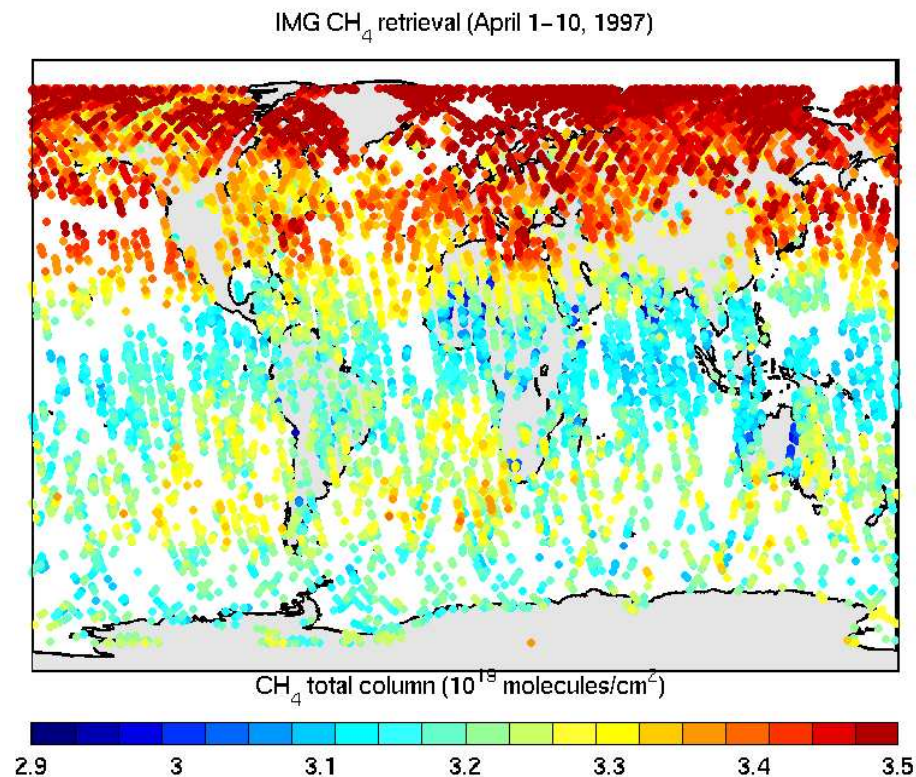 IMG CH4 retrieval (April 1–10, 1997)
CH4 total column (10^19 molecules/cm^2)
2.9 3 3.1 3.2 3.3 3.4 3.5